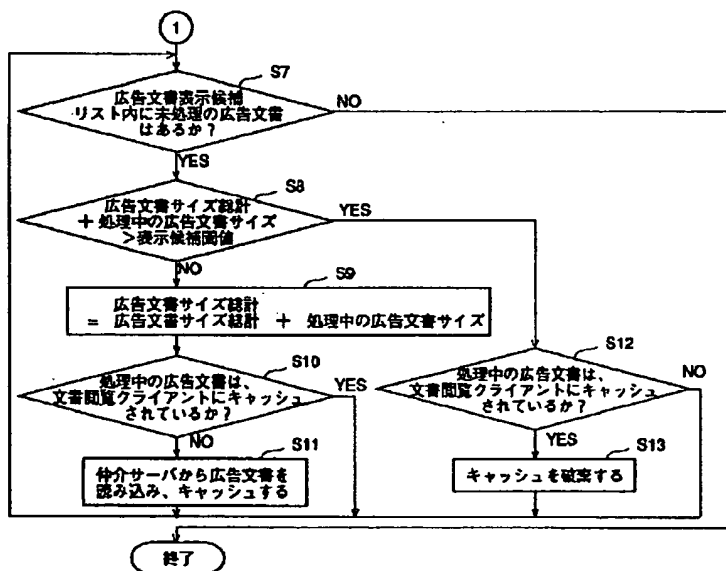 1
S7
広告文書表示候補
リスト内に未処理の広告文書
はあるか?
NO
YES
S8
広告文書サイズ総計
+処理中の広告文書サイズ
>表示候補閾値
YES
NO
S9
広告文書サイズ総計
= 広告文書サイズ総計 + 処理中の広告文書サイズ
S10
処理中の広告文書は、
文書閲覧クライアントにキャッシュ
されているか?
YES
NO
S11
仲介サーバから広告文書を
読み込み、キャッシュする
S12
処理中の広告文書は、
文書閲覧クライアントにキャッシュ
されているか?
NO
YES
S13
キャッシュを破棄する
終了